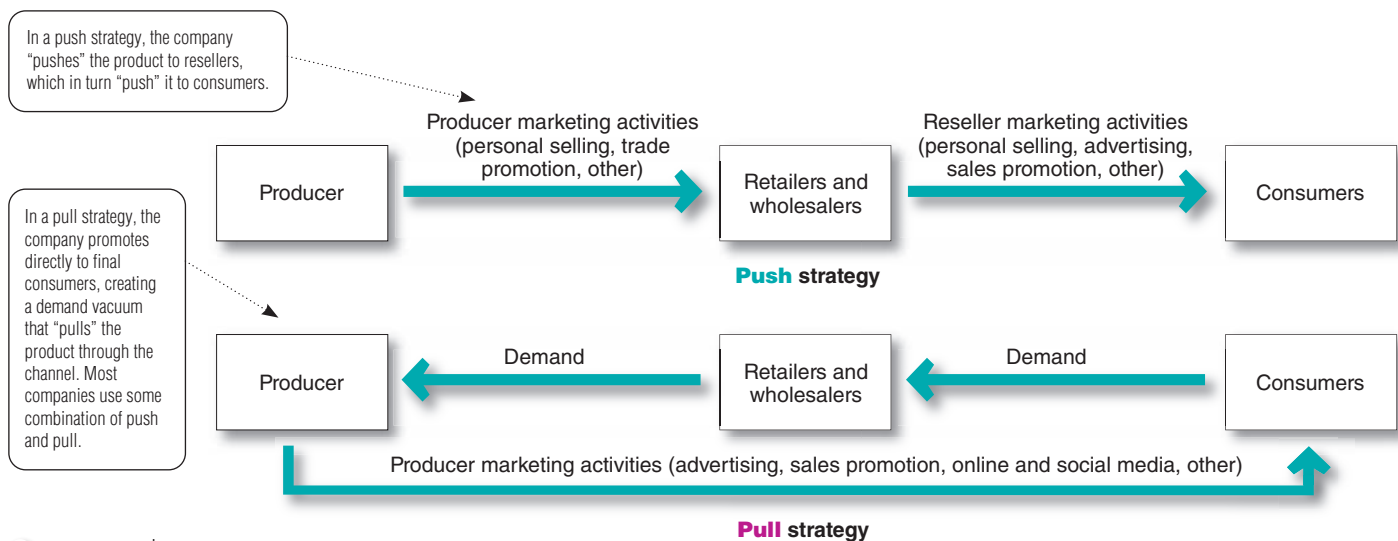 In a push strategy, the company
“pushes” the product to resellers,
which in turn “push” it to consumers.
Producer marketing activities
(personal selling, trade
promotion, other)
Reseller marketing activities
(personal selling, advertising,
sales promotion, other)
Producer
Retailers and
wholesalers
Consumers
Push strategy
In a pull strategy, the
company promotes
directly to final
consumers, creating
a demand vacuum
that “pulls” the
product through the
channel. Most
companies use some
combination of push
and pull.
Producer
Demand
Retailers and
wholesalers
Demand
Consumers
Producer marketing activities (advertising, sales promotion, online and social media, other)
Pull strategy